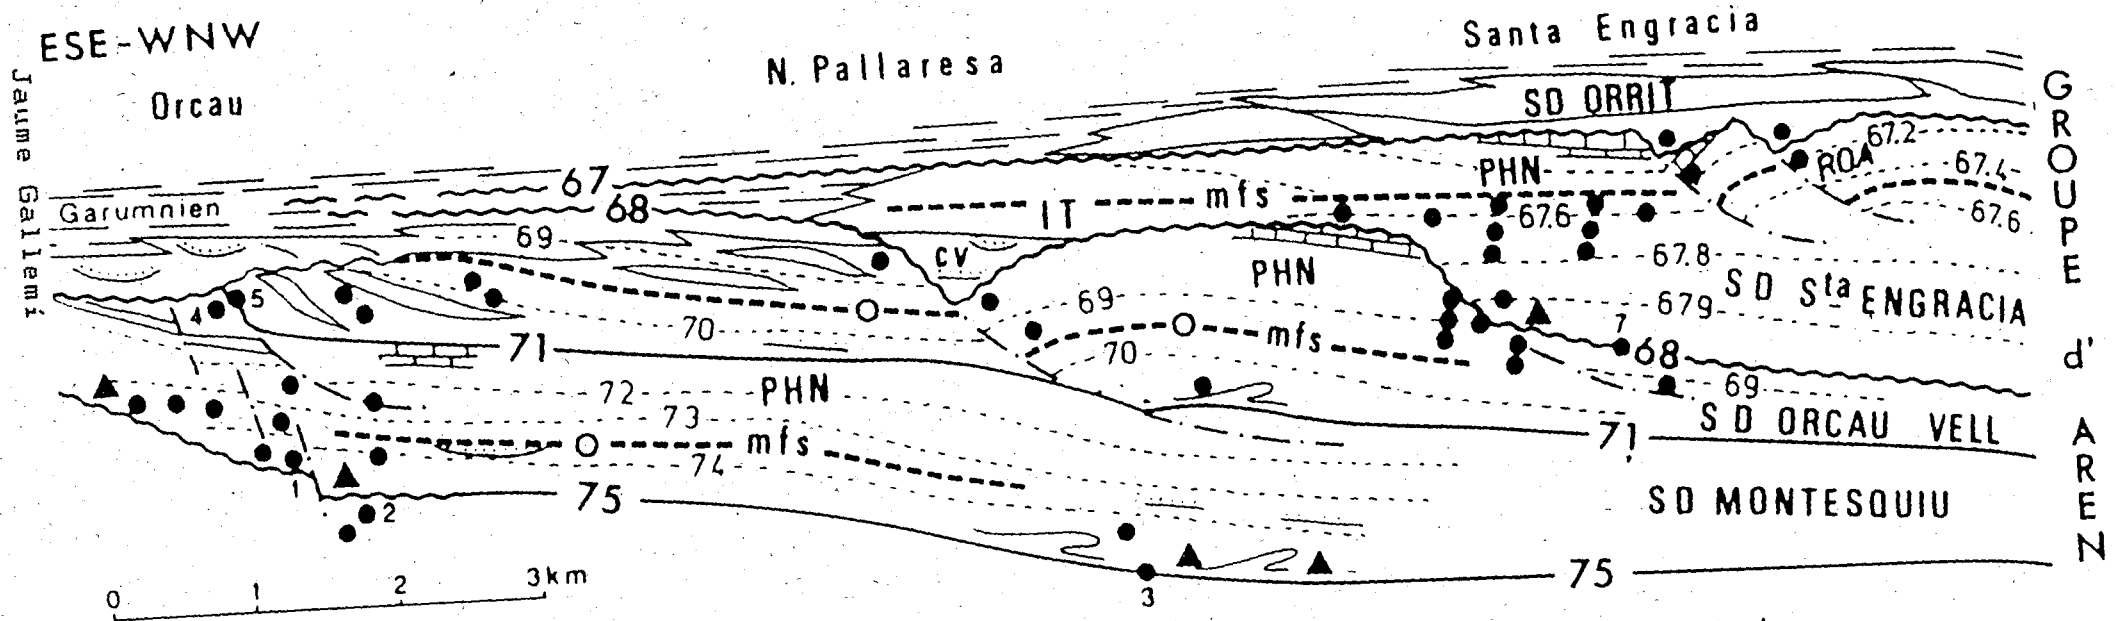 ESE-WNW
Santa Engracia
N. Pallaresa
Orcau
Jaume Gallemí
GROUPE d' AREN
SD ORRIT
67.2
ROA
67.4
PHN
67
Garumnien
68
mfs
IT
67.6
67.6
69
CV
67.8
PHN
SD Sta ENGRACIA
69
679
5
4
70
mfs
7
68
71
70
69
72
PHN
73
71
SD ORCAU VELL
mfs
74
1
75
2
SD MONTESQUIU
75
0
1
2
3km
3